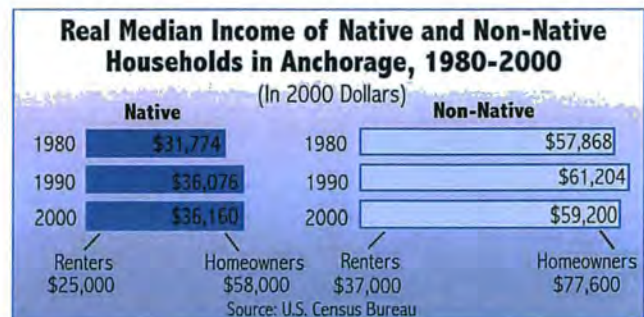 Real Median Income of Native and Non-Native
Households in Anchorage, 1980-2000
(In 2000 Dollars)
Native
1980 $31,774
1990 $36,076
2000 $36,160
Renters Homeowners
$25,000 $58,000
Non-Native
1980 $57,868
1990 $61,204
2000 $59,200
Renters Homeowners
$37,000 $77,600
Source: U.S. Census Bureau